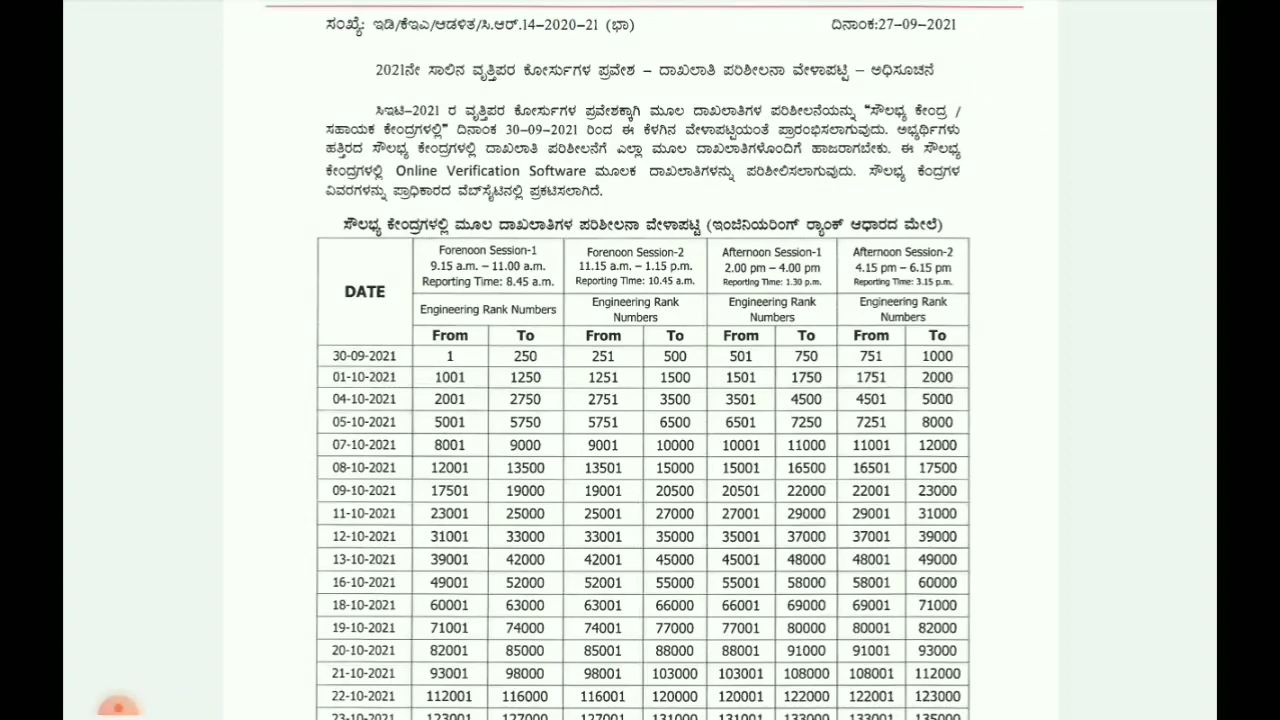 ಸಂಖ್ಯೆ: ಇಡಿ/ಕೆಇಎ/ಆಡಳಿತ/ಸಿ.ಆರ್.14-2020-21 (ಭಾ) ದಿನಾಂಕ:27-09-2021
2021ನೇ ಸಾಲಿನ ವೃತ್ತಿಪರ ಕೋರ್ಸುಗಳ ಪ್ರವೇಶ – ದಾಖಲಾತಿ ಪರಿಶೀಲನಾ ವೇಳಾಪಟ್ಟಿ – ಅಧಿಸೂಚನೆ
ಸಿಇಟಿ–2021 ರ ವೃತ್ತಿಪರ ಕೋರ್ಸುಗಳ ಪ್ರವೇಶಕ್ಕಾಗಿ ಮೂಲ ದಾಖಲಾತಿಗಳ ಪರಿಶೀಲನೆಯನ್ನು "ಸೌಲಭ್ಯ ಕೇಂದ್ರ /
ಸಹಾಯಕ ಕೇಂದ್ರಗಳಲ್ಲಿ" ದಿನಾಂಕ 30-09-2021 ರಿಂದ ಈ ಕೆಳಗಿನ ವೇಳಾಪಟ್ಟಿಯಂತೆ ಪ್ರಾರಂಭಿಸಲಾಗುವುದು. ಅಭ್ಯರ್ಥಿಗಳು
ಹತ್ತಿರದ ಸೌಲಭ್ಯ ಕೇಂದ್ರಗಳಲ್ಲಿ ದಾಖಲಾತಿ ಪರಿಶೀಲನೆಗೆ ಎಲ್ಲಾ ಮೂಲ ದಾಖಲಾತಿಗಳೊಂದಿಗೆ ಹಾಜರಾಗಬೇಕು. ಈ ಸೌಲಭ್ಯ
ಕೇಂದ್ರಗಳಲ್ಲಿ Online Verification Software ಮೂಲಕ ದಾಖಲಾತಿಗಳನ್ನು ಪರಿಶೀಲಿಸಲಾಗುವುದು. ಸೌಲಭ್ಯ ಕೆಂದ್ರಗಳ
ವಿವರಗಳನ್ನು ಪ್ರಾಧಿಕಾರದ ವೆಬ್‌ಸೈಟಿನಲ್ಲಿ ಪ್ರಕಟಿಸಲಾಗಿದೆ.
ಸೌಲಭ್ಯ ಕೇಂದ್ರಗಳಲ್ಲಿ ಮೂಲ ದಾಖಲಾತಿಗಳ ಪರಿಶೀಲನಾ ವೇಳಾಪಟ್ಟಿ (ಇಂಜಿನಿಯರಿಂಗ್ ರ್‍ಯಾಂಕ್ ಆಧಾರದ ಮೇಲೆ)
DATE
Forenoon Session-1 Forenoon Session-2 Afternoon Session-1 Afternoon Session-2
9.15 a.m. – 11.00 a.m. 11.15 a.m. - 1.15 p.m. 2.00 pm – 4.00 pm 4.15 pm – 6.15 pm
Reporting Time: 8.45 a.m. Reporting Time: 10.45 a.m. Reporting Time: 1.30 p.m. Reporting Time: 3.15 p.m.
Engineering Rank Numbers Engineering Rank Numbers Engineering Rank Numbers Engineering Rank Numbers
From To From To From To From To
30-09-2021 1 250 251 500 501 750 751 1000
01-10-2021 1001 1250 1251 1500 1501 1750 1751 2000
04-10-2021 2001 2750 2751 3500 3501 4500 4501 5000
05-10-2021 5001 5750 5751 6500 6501 7250 7251 8000
07-10-2021 8001 9000 9001 10000 10001 11000 11001 12000
08-10-2021 12001 13500 13501 15000 15001 16500 16501 17500
09-10-2021 17501 19000 19001 20500 20501 22000 22001 23000
11-10-2021 23001 25000 25001 27000 27001 29000 29001 31000
12-10-2021 31001 33000 33001 35000 35001 37000 37001 39000
13-10-2021 39001 42000 42001 45000 45001 48000 48001 49000
16-10-2021 49001 52000 52001 55000 55001 58000 58001 60000
18-10-2021 60001 63000 63001 66000 66001 69000 69001 71000
19-10-2021 71001 74000 74001 77000 77001 80000 80001 82000
20-10-2021 82001 85000 85001 88000 88001 91000 91001 93000
21-10-2021 93001 98000 98001 103000 103001 108000 108001 112000
22-10-2021 112001 116000 116001 120000 120001 122000 122001 123000
23-10-2021 123001 127000 127001 131000 131001 133000 133001 135000